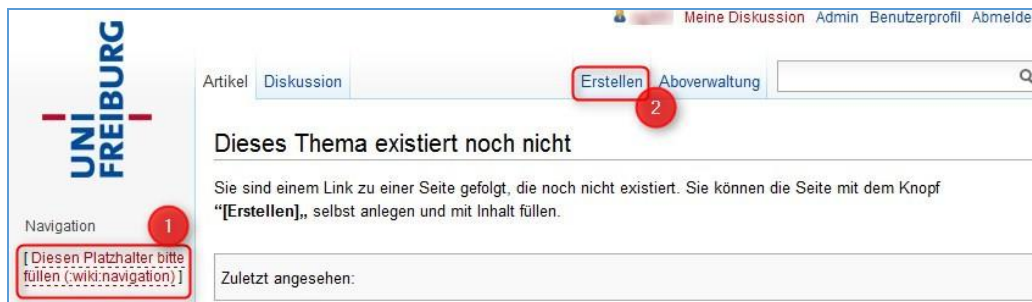 Meine Diskussion Admin Benutzerprofil Abmelde
UNI
FREIBURG
Artikel Diskussion Erstellen Aboverwaltung
2
Dieses Thema existiert noch nicht
Sie sind einem Link zu einer Seite gefolgt, die noch nicht existiert. Sie können die Seite mit dem Knopf
“[Erstellen]„ selbst anlegen und mit Inhalt füllen.
Navigation
1
[ Diesen Platzhalter bitte
füllen (:wiki:navigation) ]
Zuletzt angesehen: